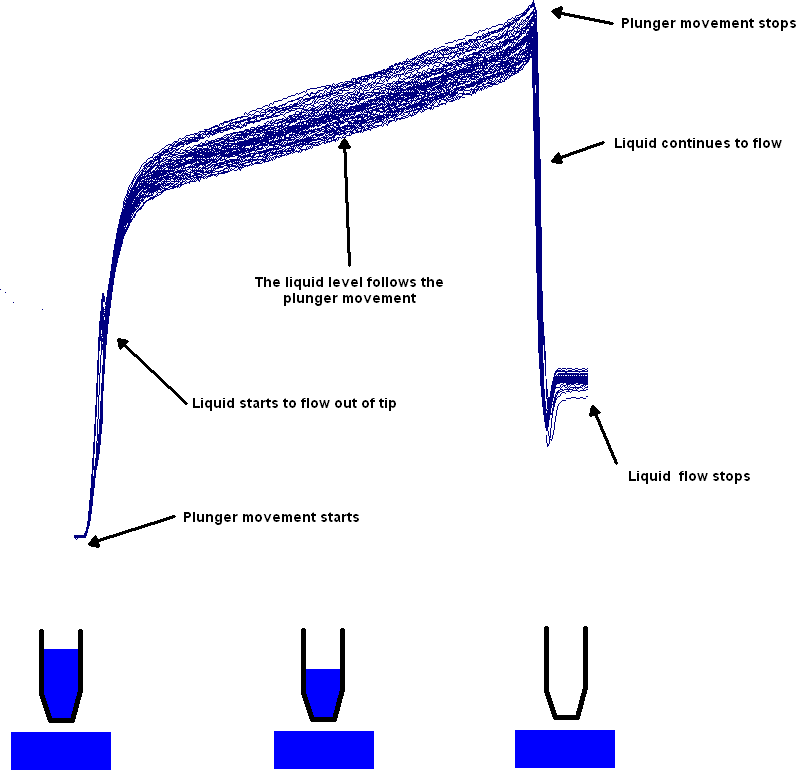 Plunger movement stops
Liquid continues to flow
The liquid level follows the
plunger movement
Liquid starts to flow out of tip
Liquid flow stops
Plunger movement starts